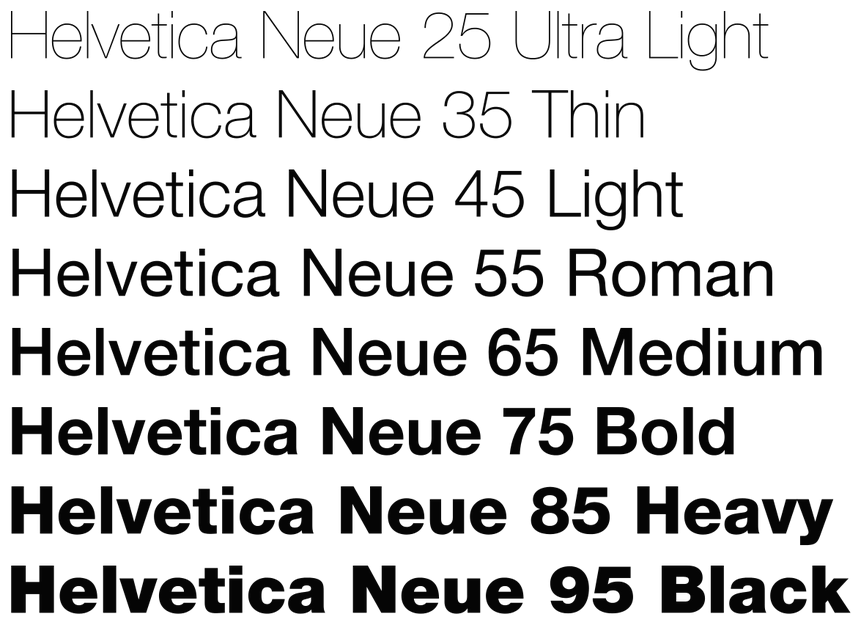 Helvetica Neue 25 Ultra Light
Helvetica Neue 35 Thin
Helvetica Neue 45 Light
Helvetica Neue 55 Roman
Helvetica Neue 65 Medium
Helvetica Neue 75 Bold
Helvetica Neue 85 Heavy
Helvetica Neue 95 Black